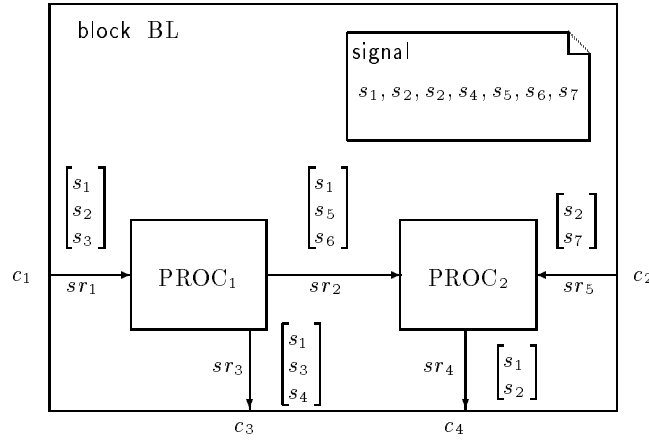 block BL
signal
s₁, s₂, s₂, s₄, s₅, s₆, s₇
s₁
s₂
s₃
s₁
s₅
s₆
s₂
s₇
c₁
sr₁
PROC₁
sr₂
PROC₂
sr₅
c₂
sr₃
s₁
s₃
s₄
sr₄
s₁
s₂
c₃
c₄